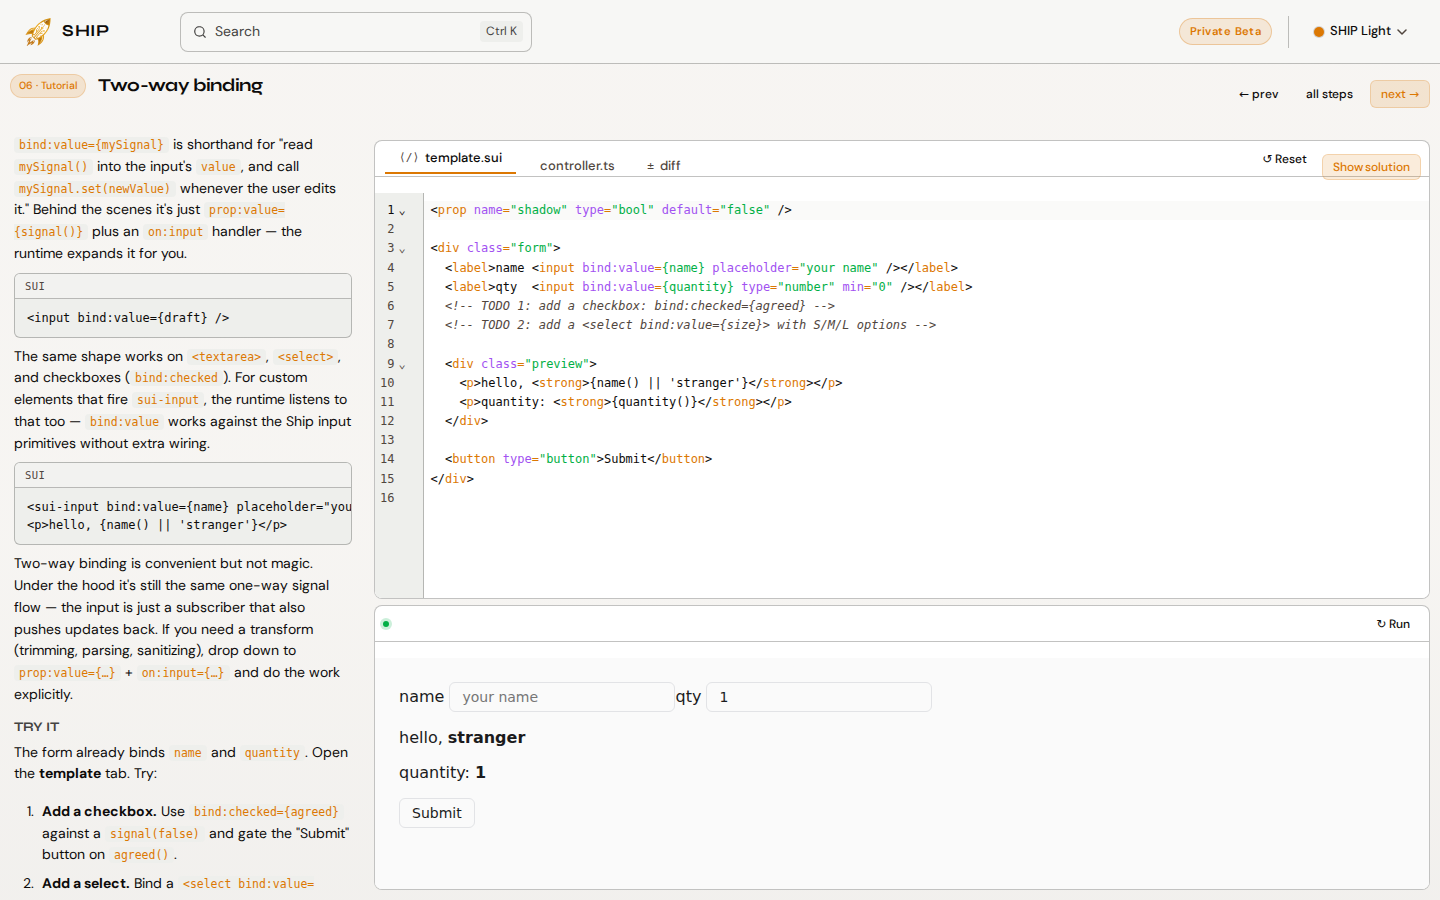 SHIP
Search
Ctrl K
Private Beta
SHIP Light
06 · Tutorial
Two-way binding
← prev
all steps
next →
bind:value={mySignal} is shorthand for "read
mySignal() into the input's value, and call
mySignal.set(newValue) whenever the user edits
it." Behind the scenes it's just prop:value=
{signal()} plus an on:input handler — the
runtime expands it for you.
SUI
<input bind:value={draft} />
The same shape works on <textarea>, <select>,
and checkboxes (bind:checked). For custom
elements that fire sui-input, the runtime listens to
that too — bind:value works against the Ship input
primitives without extra wiring.
SUI
<sui-input bind:value={name} placeholder="you
<p>hello, {name() || 'stranger'}</p>
Two-way binding is convenient but not magic.
Under the hood it's still the same one-way signal
flow — the input is just a subscriber that also
pushes updates back. If you need a transform
(trimming, parsing, sanitizing), drop down to
prop:value={…} + on:input={…} and do the work
explicitly.
TRY IT
The form already binds name and quantity. Open
the template tab. Try:
1. Add a checkbox. Use bind:checked={agreed}
against a signal(false) and gate the "Submit"
button on agreed().
2. Add a select. Bind a <select bind:value=
⟨/⟩ template.sui
controller.ts
± diff
↺ Reset
Show solution
1 <prop name="shadow" type="bool" default="false" />
2
3 <div class="form">
4 <label>name <input bind:value={name} placeholder="your name" /></label>
5 <label>qty  <input bind:value={quantity} type="number" min="0" /></label>
6 <!-- TODO 1: add a checkbox: bind:checked={agreed} -->
7 <!-- TODO 2: add a <select bind:value={size}> with S/M/L options -->
8
9 <div class="preview">
10 <p>hello, <strong>{name() || 'stranger'}</strong></p>
11 <p>quantity: <strong>{quantity()}</strong></p>
12 </div>
13
14 <button type="button">Submit</button>
15 </div>
16
↻ Run
name your name qty 1
hello, stranger
quantity: 1
Submit